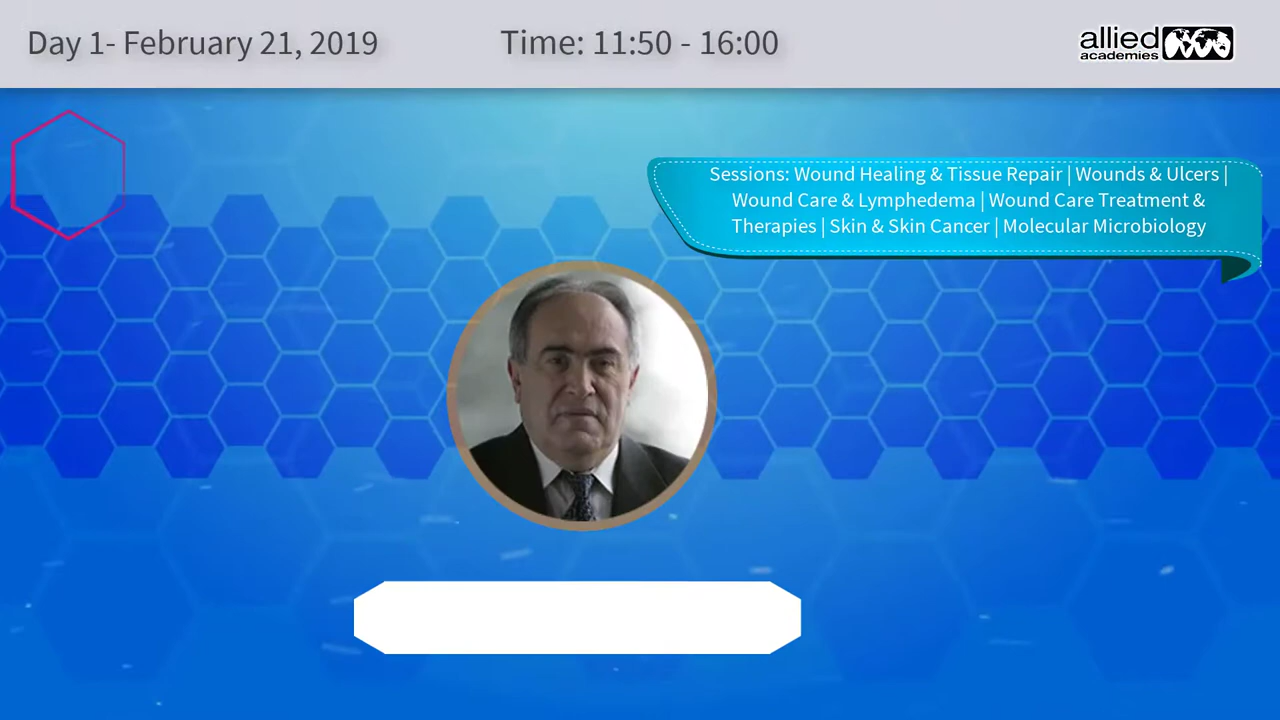 Day 1- February 21, 2019
Time: 11:50 - 16:00
allied
academies
Sessions: Wound Healing & Tissue Repair | Wounds & Ulcers |
Wound Care & Lymphedema | Wound Care Treatment &
Therapies | Skin & Skin Cancer | Molecular Microbiology